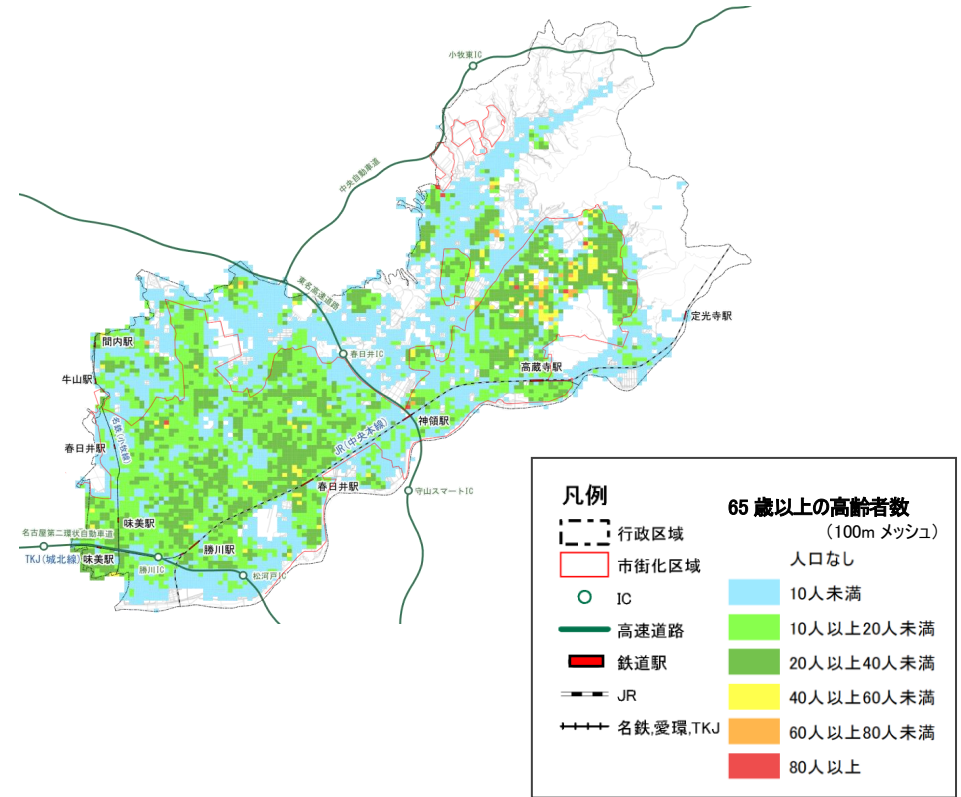 小牧東IC
中央自動車道
東名高速道路
定光寺駅
間内駅
春日井IC
高蔵寺駅
牛山駅
名鉄(小牧線)
神領駅
JR(中央本線)
春日井駅
春日井駅
守山スマートIC
味美駅
名古屋第二環状自動車道
勝川駅
TKJ(城北線)
味美駅
勝川IC
松河戸IC
凡例
行政区域
市街化区域
IC
高速道路
鉄道駅
JR
名鉄,愛環,TKJ
65 歳以上の高齢者数
(100m メッシュ)
人口なし
10人未満
10人以上20人未満
20人以上40人未満
40人以上60人未満
60人以上80人未満
80人以上